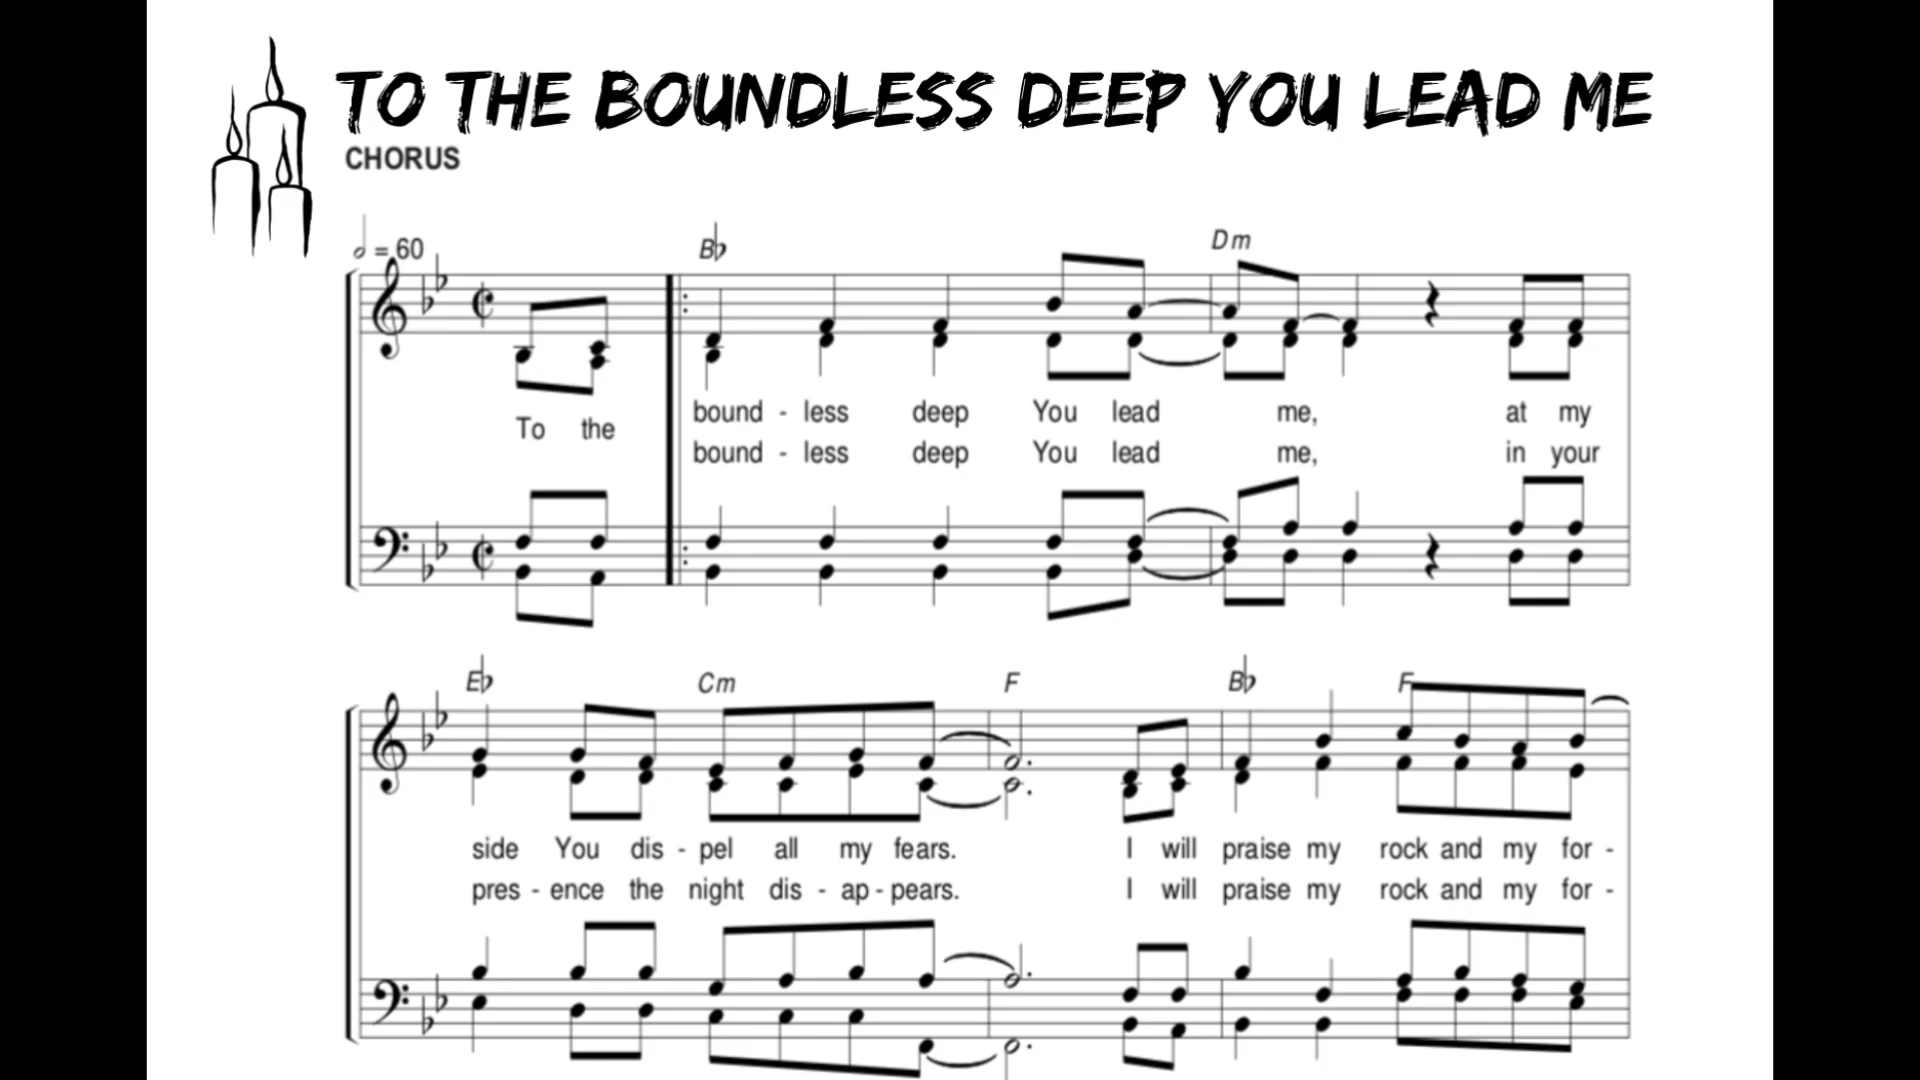 TO THE BOUNDLESS DEEP YOU LEAD ME
CHORUS
= 60
B♭ Dm
To the bound - less deep You lead me, at my
bound - less deep You lead me, in your
E♭ Cm F B♭ F
side You dis - pel all my fears. I will praise my rock and my for -
pres - ence the night dis - ap - pears. I will praise my rock and my for -